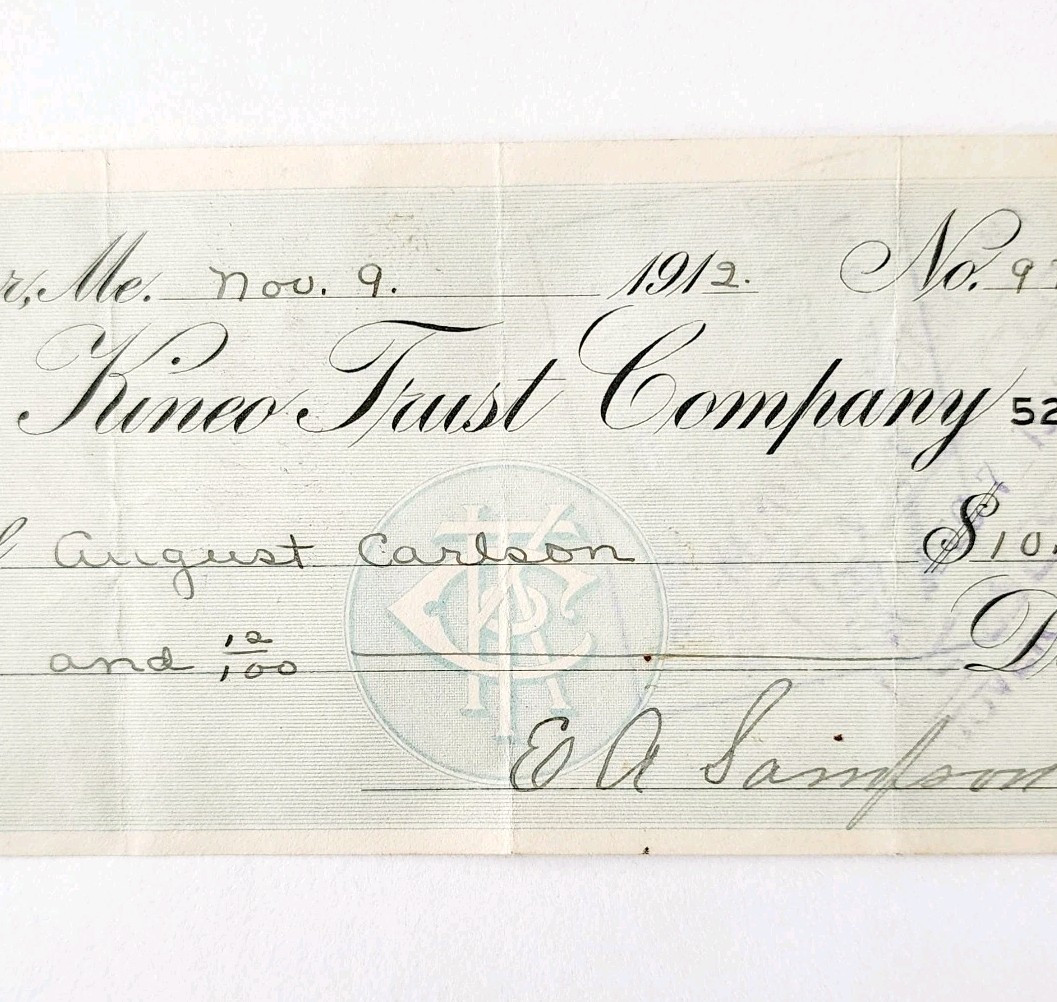 r, Me. Nov. 9. 1912. No. 9
Kineo Trust Company 52
August Carlson $10.
and 12/100 D
E A Sampson